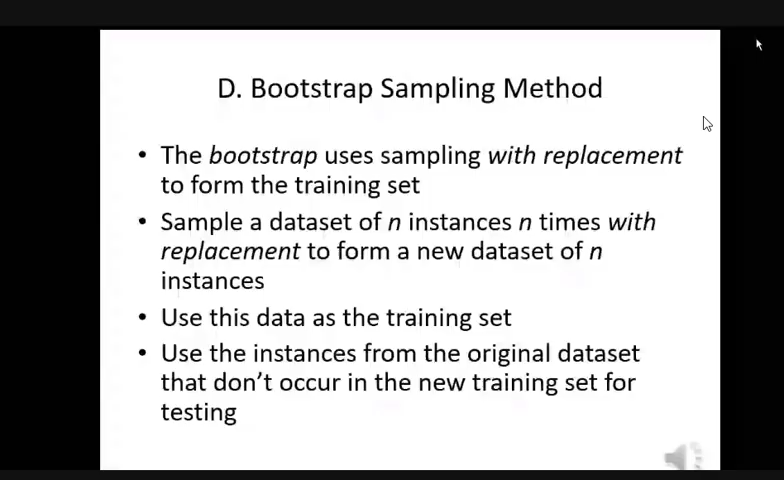 D. Bootstrap Sampling Method
• The bootstrap uses sampling with replacement
to form the training set
• Sample a dataset of n instances n times with
replacement to form a new dataset of n
instances
• Use this data as the training set
• Use the instances from the original dataset
that don’t occur in the new training set for
testing